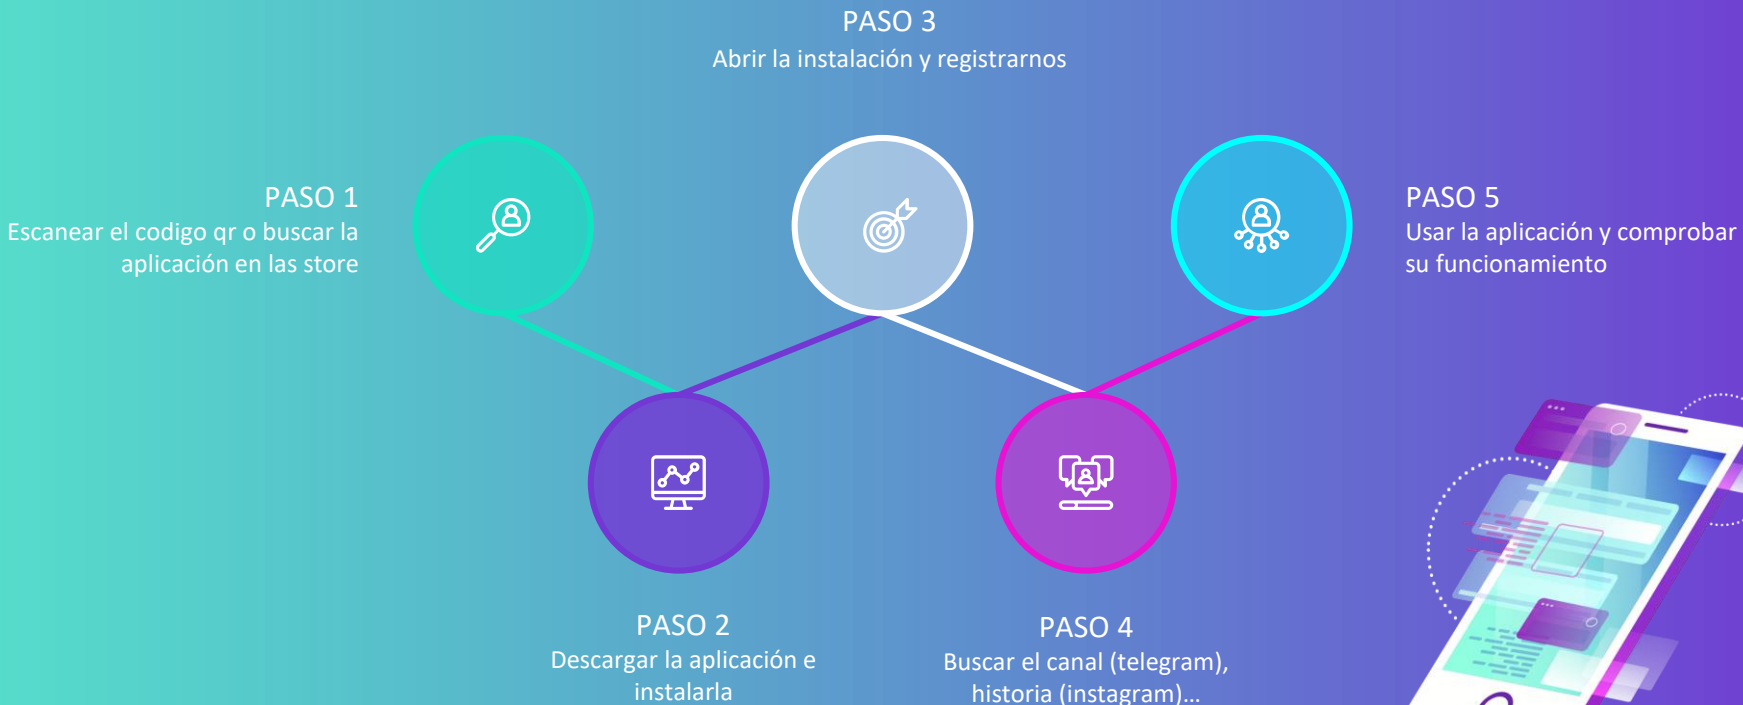 PASO 1
Escanear el codigo qr o buscar la
aplicación en las store
PASO 2
Descargar la aplicación e
instalarla
PASO 3
Abrir la instalación y registrarnos
PASO 4
Buscar el canal (telegram),
historia (instagram)...
PASO 5
Usar la aplicación y comprobar
su funcionamiento